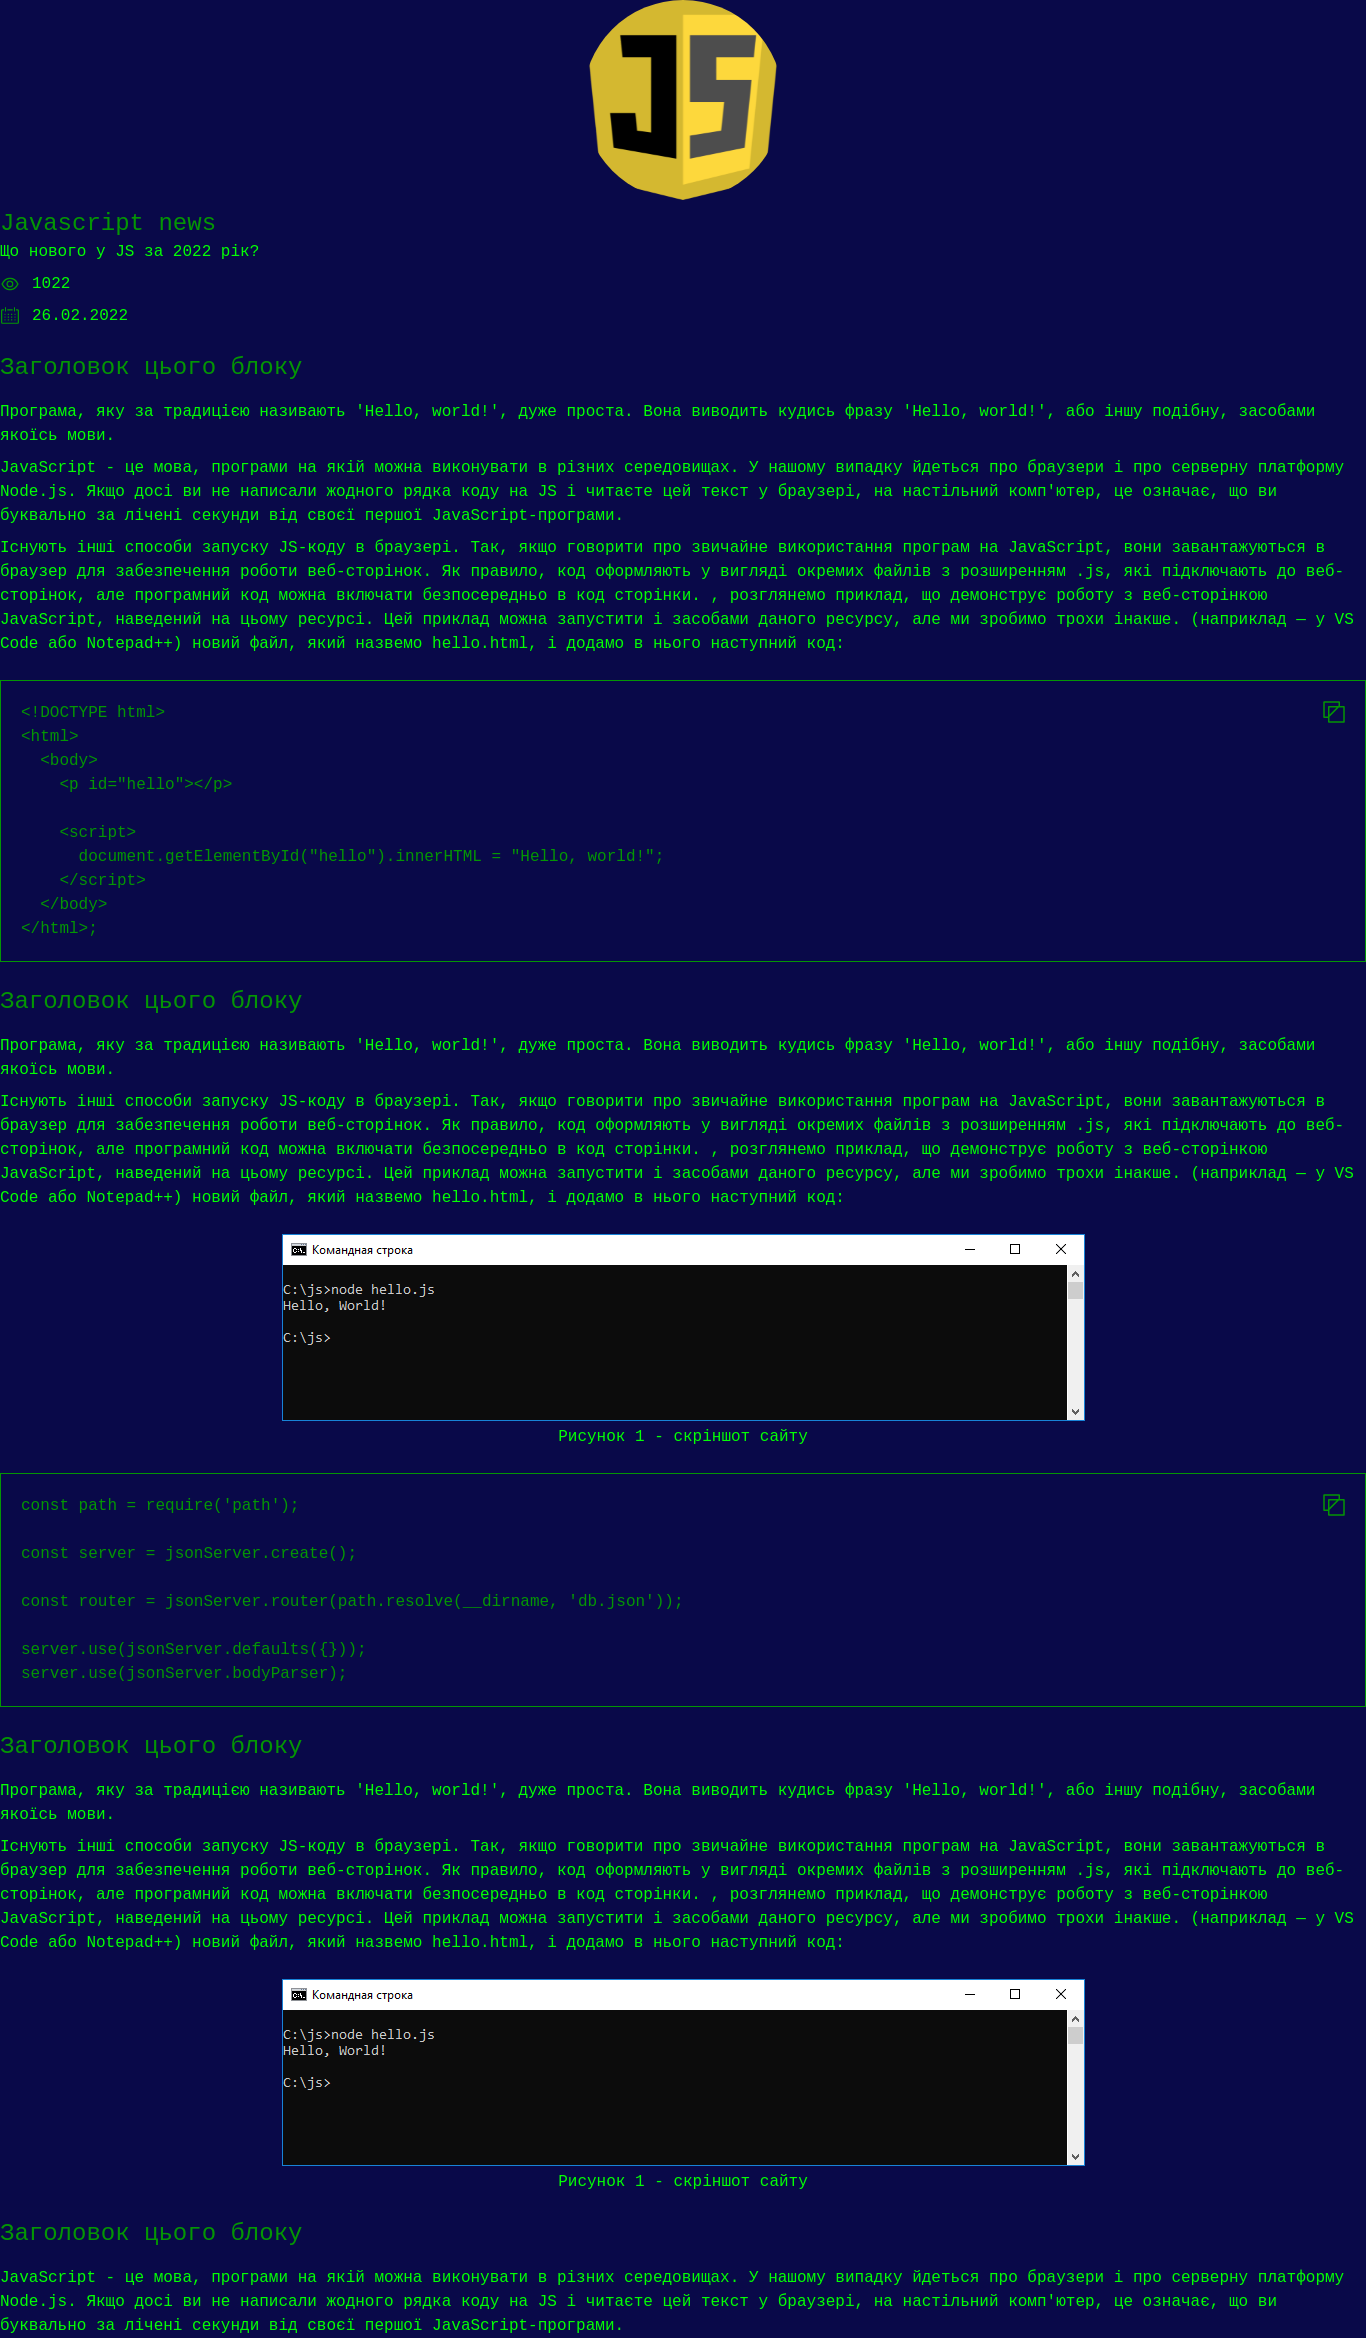 JS
Javascript news
Що нового у JS за 2022 рік?
1022
26.02.2022
Заголовок цього блоку
Програма, яку за традицією називають 'Hello, world!', дуже проста. Вона виводить кудись фразу 'Hello, world!', або іншу подібну, засобами
якоїсь мови.
JavaScript - це мова, програми на якій можна виконувати в різних середовищах. У нашому випадку йдеться про браузери і про серверну платформу
Node.js. Якщо досі ви не написали жодного рядка коду на JS і читаєте цей текст у браузері, на настільний комп'ютер, це означає, що ви
буквально за лічені секунди від своєї першої JavaScript-програми.
Існують інші способи запуску JS-коду в браузері. Так, якщо говорити про звичайне використання програм на JavaScript, вони завантажуються в
браузер для забезпечення роботи веб-сторінок. Як правило, код оформляють у вигляді окремих файлів з розширенням .js, які підключають до веб-
сторінок, але програмний код можна включати безпосередньо в код сторінки. , розглянемо приклад, що демонструє роботу з веб-сторінкою
JavaScript, наведений на цьому ресурсі. Цей приклад можна запустити і засобами даного ресурсу, але ми зробимо трохи інакше. (наприклад — у VS
Code або Notepad++) новий файл, який назвемо hello.html, і додамо в нього наступний код:
<!DOCTYPE html>
<html>
  <body>
    <p id="hello"></p>
    <script>
      document.getElementById("hello").innerHTML = "Hello, world!";
    </script>
  </body>
</html>;
Заголовок цього блоку
Програма, яку за традицією називають 'Hello, world!', дуже проста. Вона виводить кудись фразу 'Hello, world!', або іншу подібну, засобами
якоїсь мови.
Існують інші способи запуску JS-коду в браузері. Так, якщо говорити про звичайне використання програм на JavaScript, вони завантажуються в
браузер для забезпечення роботи веб-сторінок. Як правило, код оформляють у вигляді окремих файлів з розширенням .js, які підключають до веб-
сторінок, але програмний код можна включати безпосередньо в код сторінки. , розглянемо приклад, що демонструє роботу з веб-сторінкою
JavaScript, наведений на цьому ресурсі. Цей приклад можна запустити і засобами даного ресурсу, але ми зробимо трохи інакше. (наприклад — у VS
Code або Notepad++) новий файл, який назвемо hello.html, і додамо в нього наступний код:
Командная строка
C:\js>node hello.js
Hello, World!
C:\js>
Рисунок 1 - скріншот сайту
const path = require('path');
const server = jsonServer.create();
const router = jsonServer.router(path.resolve(__dirname, 'db.json'));
server.use(jsonServer.defaults({}));
server.use(jsonServer.bodyParser);
Заголовок цього блоку
Програма, яку за традицією називають 'Hello, world!', дуже проста. Вона виводить кудись фразу 'Hello, world!', або іншу подібну, засобами
якоїсь мови.
Існують інші способи запуску JS-коду в браузері. Так, якщо говорити про звичайне використання програм на JavaScript, вони завантажуються в
браузер для забезпечення роботи веб-сторінок. Як правило, код оформляють у вигляді окремих файлів з розширенням .js, які підключають до веб-
сторінок, але програмний код можна включати безпосередньо в код сторінки. , розглянемо приклад, що демонструє роботу з веб-сторінкою
JavaScript, наведений на цьому ресурсі. Цей приклад можна запустити і засобами даного ресурсу, але ми зробимо трохи інакше. (наприклад — у VS
Code або Notepad++) новий файл, який назвемо hello.html, і додамо в нього наступний код:
Командная строка
C:\js>node hello.js
Hello, World!
C:\js>
Рисунок 1 - скріншот сайту
Заголовок цього блоку
JavaScript - це мова, програми на якій можна виконувати в різних середовищах. У нашому випадку йдеться про браузери і про серверну платформу
Node.js. Якщо досі ви не написали жодного рядка коду на JS і читаєте цей текст у браузері, на настільний комп'ютер, це означає, що ви
буквально за лічені секунди від своєї першої JavaScript-програми.